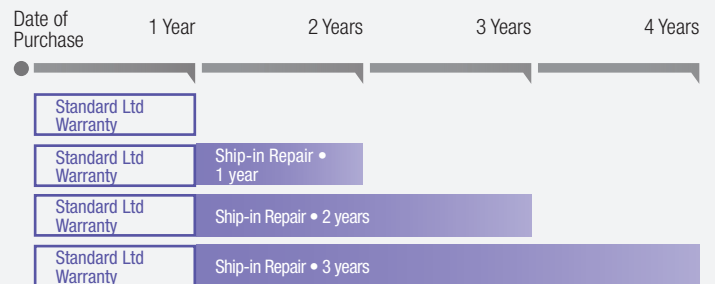 Date of
Purchase
1 Year
2 Years
3 Years
4 Years
Standard Ltd
Warranty
Standard Ltd
Warranty
Ship-in Repair •
1 year
Standard Ltd
Warranty
Ship-in Repair • 2 years
Standard Ltd
Warranty
Ship-in Repair • 3 years